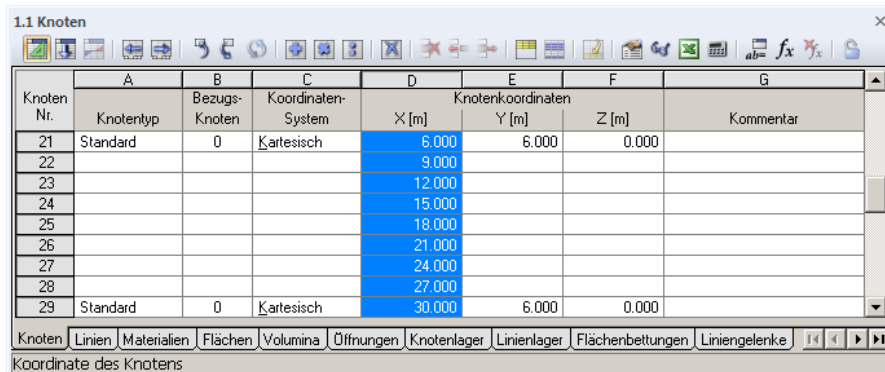 1.1 Knoten
A B C D E F G
Knoten Bezugs- Koordinaten- Knotenkoordinaten
Nr. Knotentyp Knoten System X [m] Y [m] Z [m] Kommentar
21 Standard 0 Kartesisch 6.000 6.000 0.000
22 9.000
23 12.000
24 15.000
25 18.000
26 21.000
27 24.000
28 27.000
29 Standard 0 Kartesisch 30.000 6.000 0.000
Knoten Linien Materialien Flächen Volumina Öffnungen Knotenlager Linienlager Flächenbettungen Liniengelenke
Koordinate des Knotens